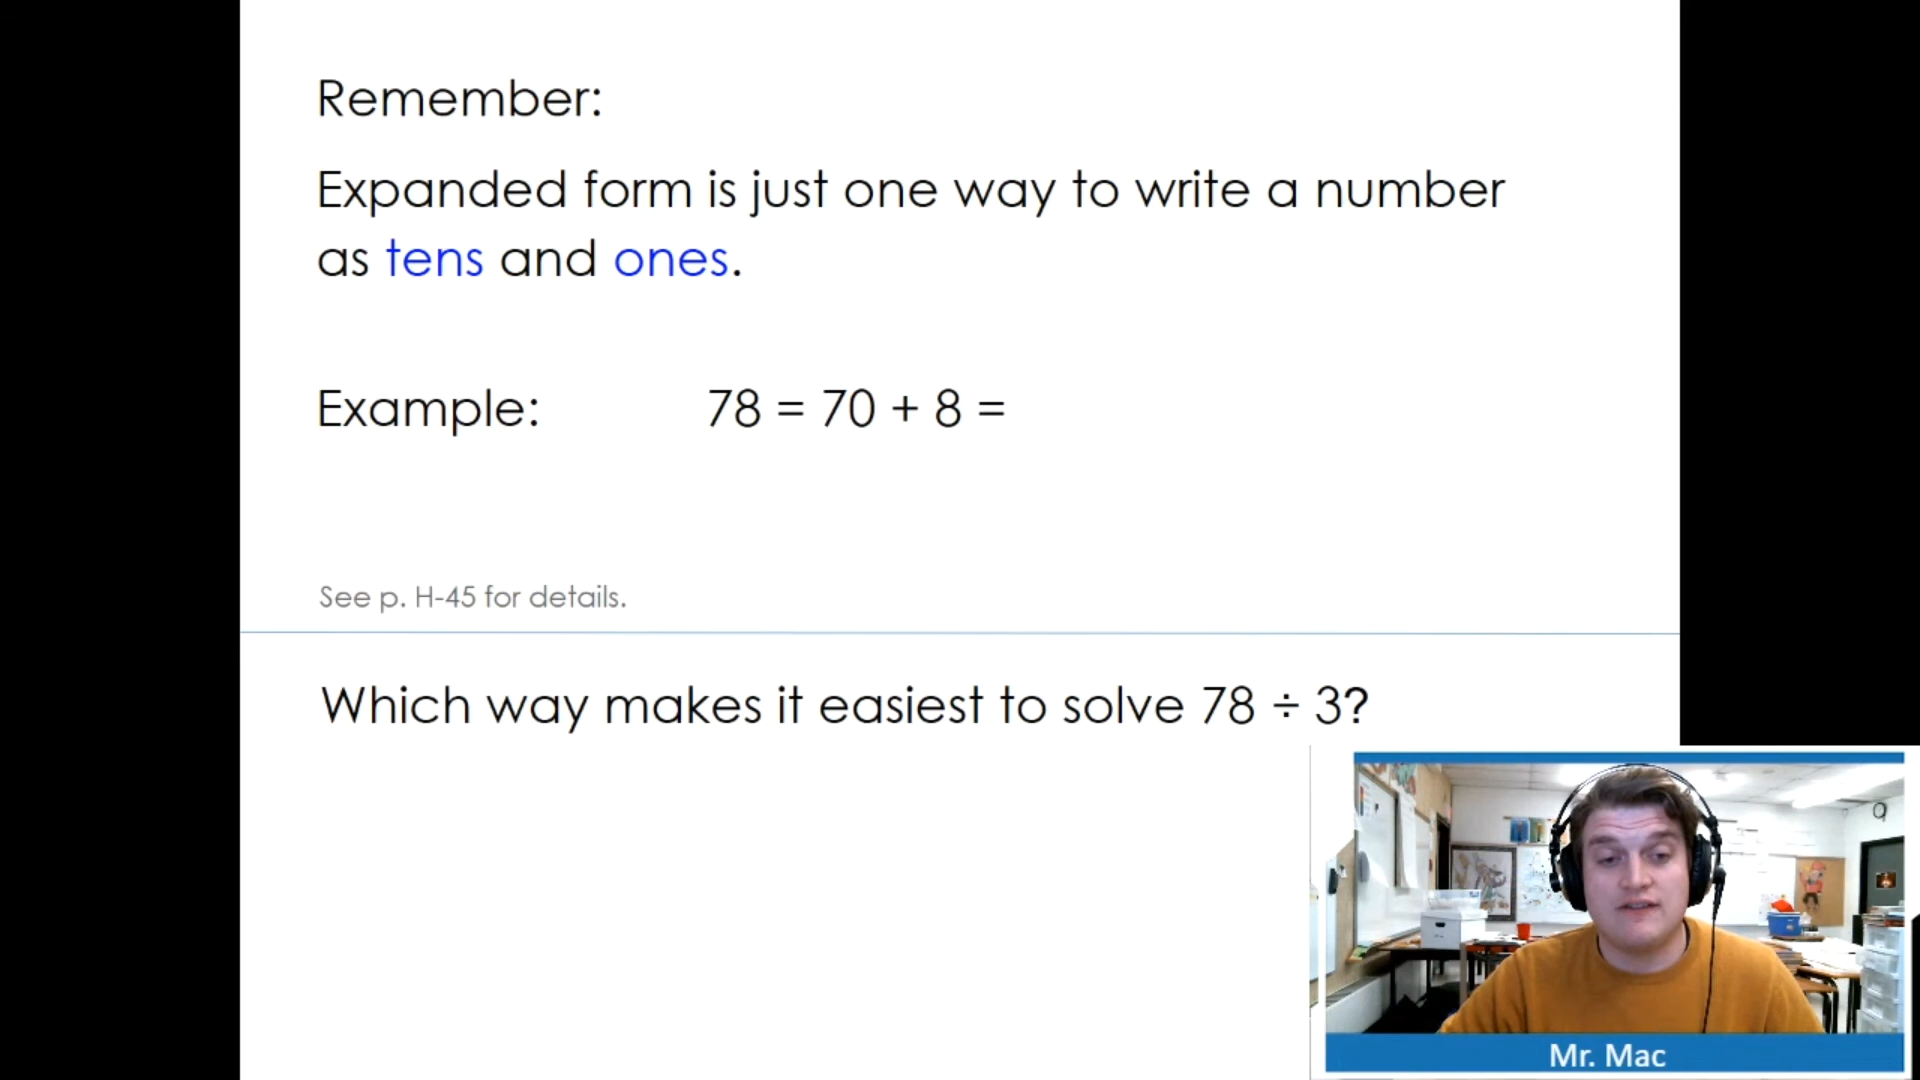 Remember:
Expanded form is just one way to write a number
as tens and ones.
Example: 78 = 70 + 8 =
See p. H-45 for details.
Which way makes it easiest to solve 78 ÷ 3?
Mr. Mac